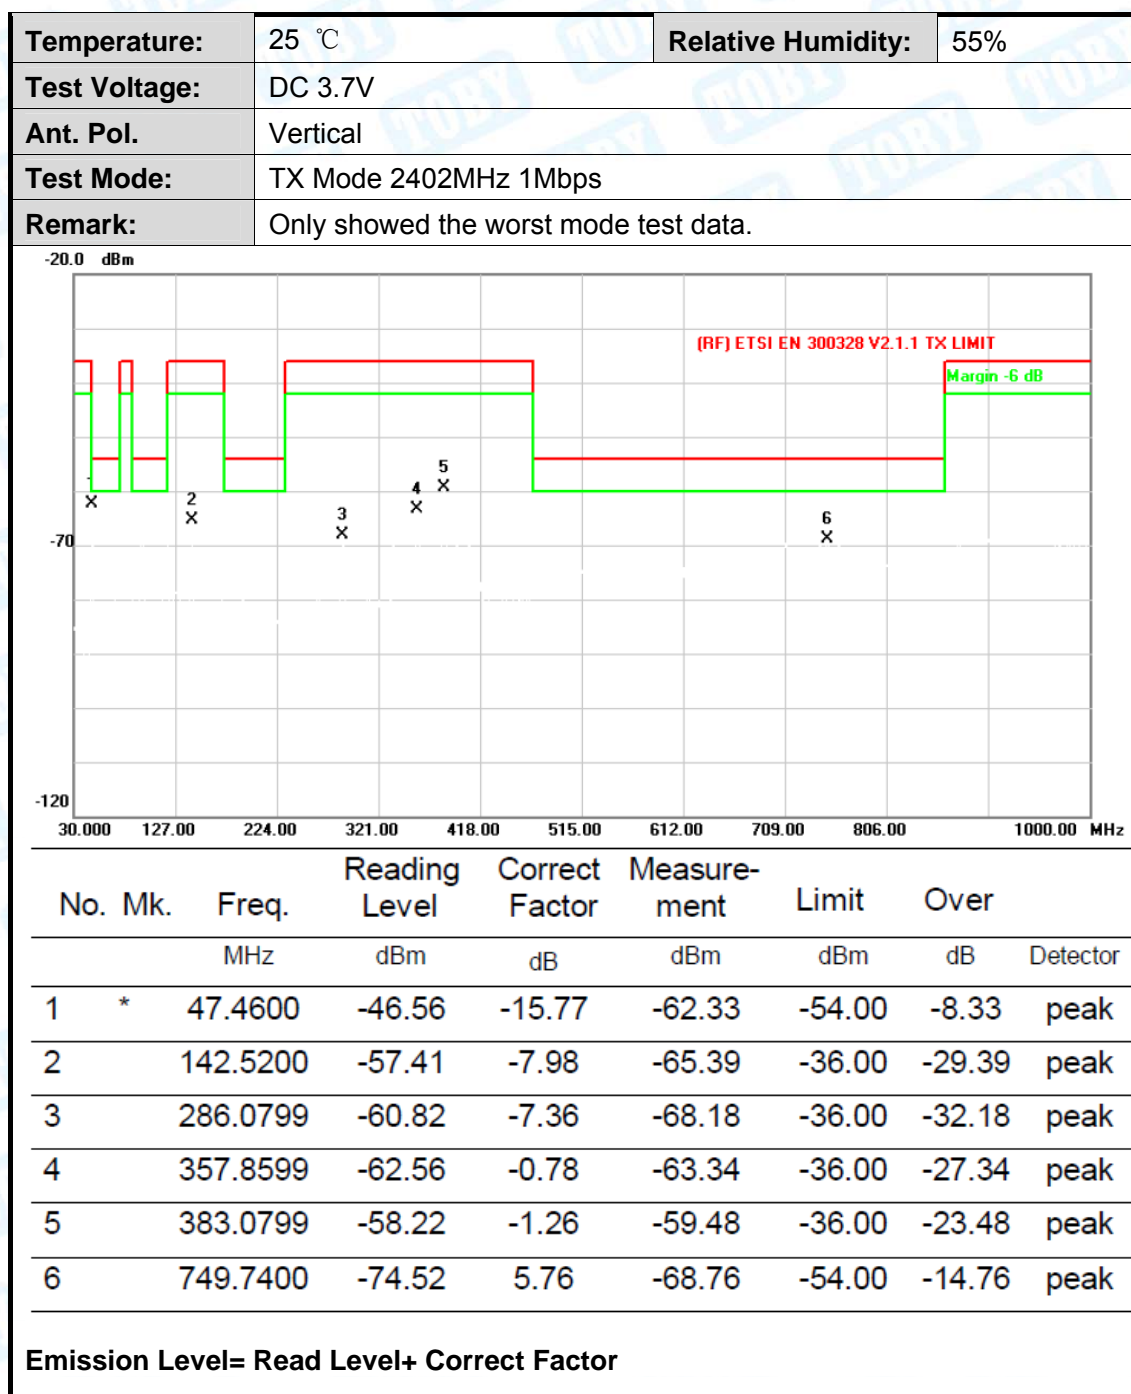 Temperature: 25 ℃ Relative Humidity: 55%
Test Voltage: DC 3.7V
Ant. Pol. Vertical
Test Mode: TX Mode 2402MHz 1Mbps
Remark: Only showed the worst mode test data.
-20.0 dBm
(RF) ETSI EN 300328 V2.1.1 TX LIMIT
Margin -6 dB
5
4
2
3
6
-70
-120
30.000 127.00 224.00 321.00 418.00 515.00 612.00 709.00 806.00 1000.00 MHz
No. Mk. Freq. Reading Level Correct Factor Measure-ment Limit Over
MHz dBm dB dBm dBm dB Detector
1 * 47.4600 -46.56 -15.77 -62.33 -54.00 -8.33 peak
2 142.5200 -57.41 -7.98 -65.39 -36.00 -29.39 peak
3 286.0799 -60.82 -7.36 -68.18 -36.00 -32.18 peak
4 357.8599 -62.56 -0.78 -63.34 -36.00 -27.34 peak
5 383.0799 -58.22 -1.26 -59.48 -36.00 -23.48 peak
6 749.7400 -74.52 5.76 -68.76 -54.00 -14.76 peak
Emission Level= Read Level+ Correct Factor
TOBY